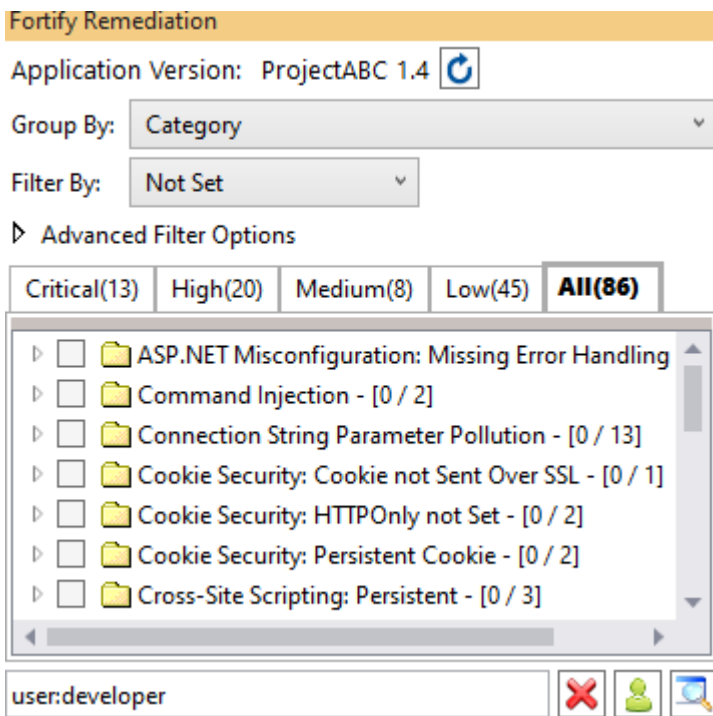 Fortify Remediation
Application Version: ProjectABC 1.4
Group By: Category
Filter By: Not Set
Advanced Filter Options
Critical(13) High(20) Medium(8) Low(45) All(86)
ASP.NET Misconfiguration: Missing Error Handling
Command Injection - [0 / 2]
Connection String Parameter Pollution - [0 / 13]
Cookie Security: Cookie not Sent Over SSL - [0 / 1]
Cookie Security: HTTPOnly not Set - [0 / 2]
Cookie Security: Persistent Cookie - [0 / 2]
Cross-Site Scripting: Persistent - [0 / 3]
user:developer